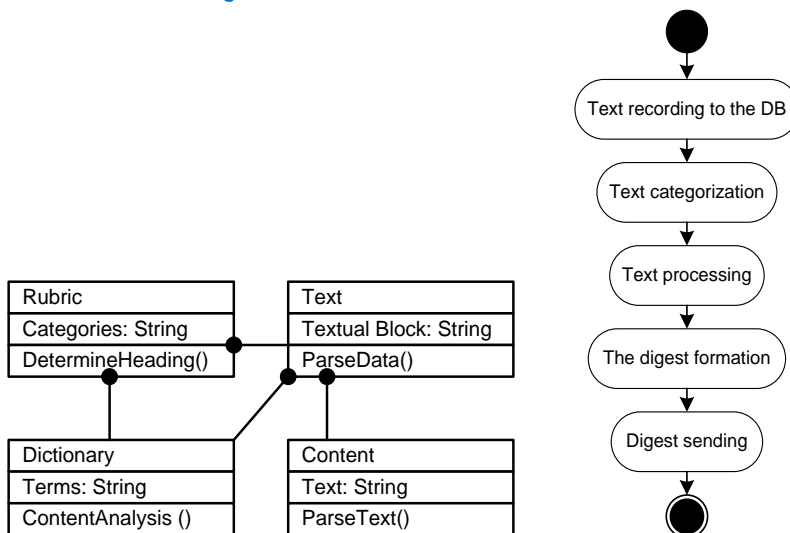 Rubric
Categories: String
DetermineHeading()
Text
Textual Block: String
ParseData()
Dictionary
Terms: String
ContentAnalysis ()
Content
Text: String
ParseText()
Text recording to the DB
Text categorization
Text processing
The digest formation
Digest sending